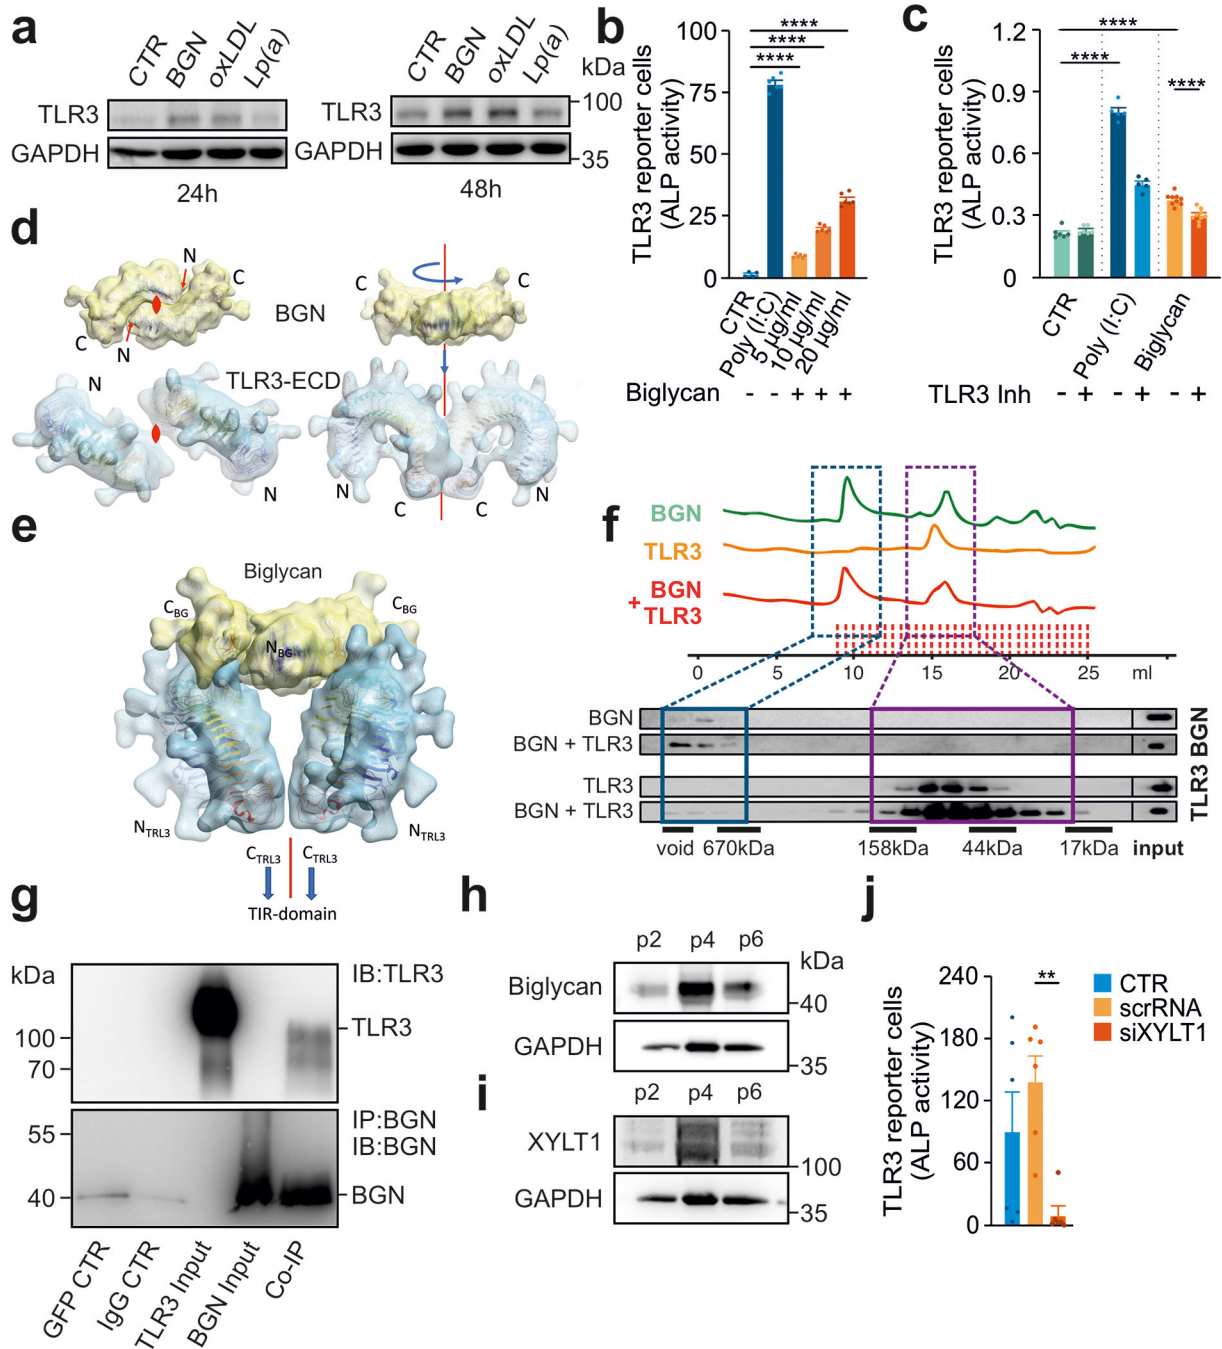 a
CTR
BGN
oxLDL
Lp(a)
TLR3
GAPDH
24h
CTR
BGN
oxLDL
Lp(a)
kDa
TLR3
100
GAPDH
35
48h
b
TLR3 reporter cells
(ALP activity)
100
75
50
25
0
****
****
****
CTR
Poly (I:C)
5 µg/ml
10 µg/ml
20 µg/ml
Biglycan - - + + +
c
TLR3 reporter cells
(ALP activity)
1.2
0.9
0.6
0.3
0
****
****
****
CTR
Poly (I:C)
Biglycan
TLR3 Inh - + - + - +
d
N
C
C
N
BGN
C
C
N
TLR3-ECD
N
N
C
C
N
e
Biglycan
CBG
CBG
NBG
NTRL3
NTRL3
CTRL3
CTRL3
TIR-domain
f
BGN
TLR3
BGN
+
TLR3
0 5 10 15 20 25 ml
BGN
BGN + TLR3
TLR3
BGN + TLR3
TLR3 BGN
void 670kDa 158kDa 44kDa 17kDa input
g
kDa
IB:TLR3
100
TLR3
70
IP:BGN
IB:BGN
55
40
BGN
GFP CTR
IgG CTR
TLR3 Input
BGN Input
Co-IP
h
p2 p4 p6
kDa
Biglycan
40
GAPDH
35
i
p2 p4 p6
XYLT1
100
GAPDH
35
j
TLR3 reporter cells
(ALP activity)
240
180
120
60
0
**
CTR
scrRNA
siXYLT1